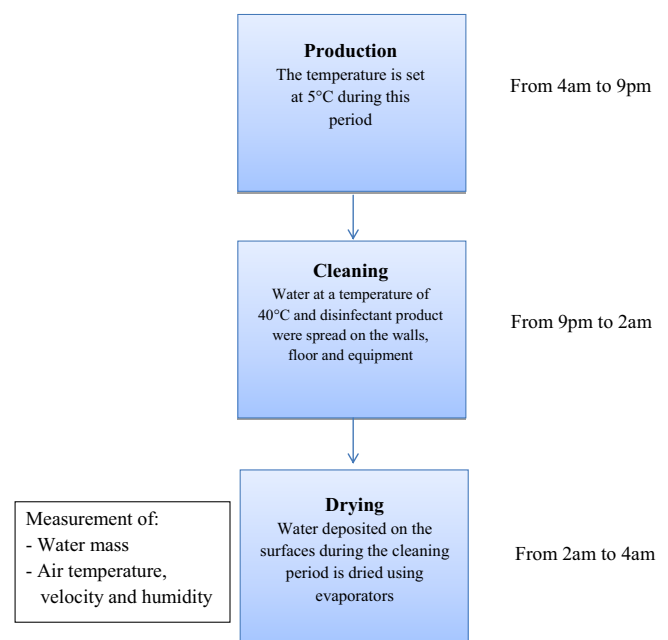 Production
The temperature is set
at 5°C during this
period
From 4am to 9pm
Cleaning
Water at a temperature of
40°C and disinfectant product
were spread on the walls,
floor and equipment
From 9pm to 2am
Measurement of:
- Water mass
- Air temperature,
velocity and humidity
Drying
Water deposited on the
surfaces during the cleaning
period is dried using
evaporators
From 2am to 4am